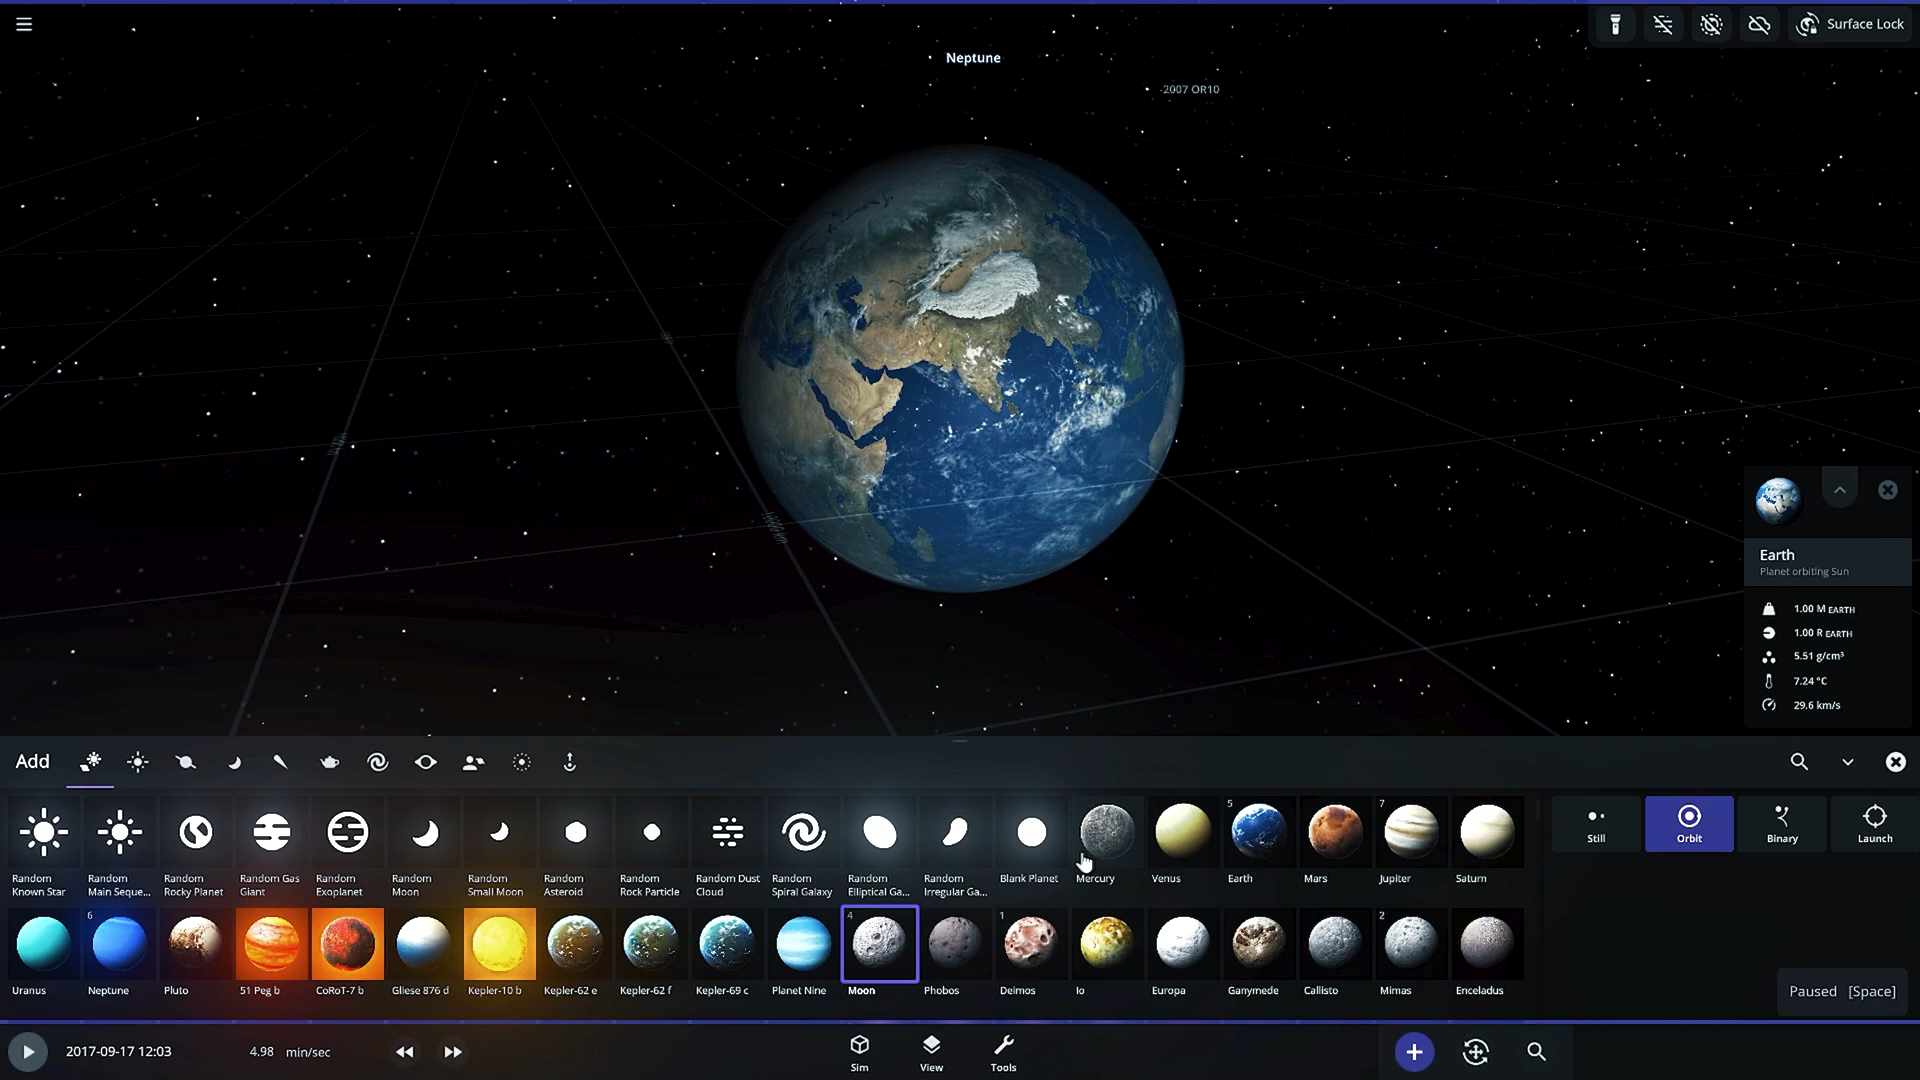 Surface Lock
Neptune
2007 OR10
Earth
Planet orbiting Sun
1.00 M EARTH
1.00 R EARTH
5.51 g/cm³
7.24 °C
29.6 km/s
Add
Random Known Star
Random Main Seque...
Random Rocky Planet
Random Gas Giant
Random Exoplanet
Random Moon
Random Small Moon
Random Asteroid
Random Rock Particle
Random Dust Cloud
Random Spiral Galaxy
Random Elliptical Ga...
Random Irregular Ga...
Blank Planet
Mercury
Venus
5
Earth
Mars
7
Jupiter
Saturn
Still
Orbit
Binary
Launch
Uranus
6
Neptune
Pluto
51 Peg b
CoRoT-7 b
Gliese 876 d
Kepler-10 b
Kepler-62 e
Kepler-62 f
Kepler-69 c
Planet Nine
4
Moon
Phobos
1
Deimos
Io
Europa
Ganymede
Callisto
2
Mimas
Enceladus
Paused [Space]
2017-09-17 12:03
4.98 min/sec
Sim
View
Tools